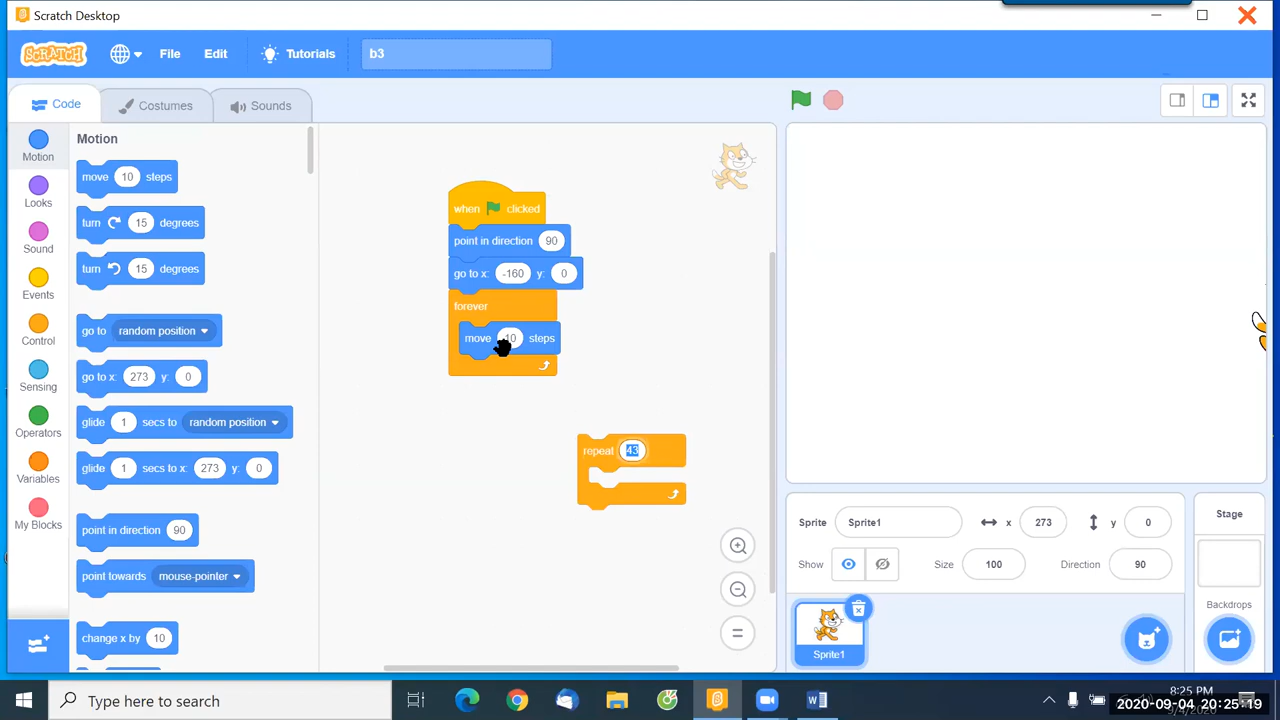 Scratch Desktop
SCRATCH File Edit Tutorials b3
Code Costumes Sounds
Motion
Looks
Sound
Events
Control
Sensing
Operators
Variables
My Blocks
Motion
move 10 steps
turn 15 degrees
turn 15 degrees
go to random position
go to x: 273 y: 0
glide 1 secs to random position
glide 1 secs to x: 273 y: 0
point in direction 90
point towards mouse-pointer
change x by 10
when clicked
point in direction 90
go to x: -160 y: 0
forever
move 10 steps
repeat 43
Sprite Sprite1 x 273 y 0
Show Size 100 Direction 90
Sprite1
Stage
Backdrops
Type here to search
8:25 PM
2020-09-04 20:25:19